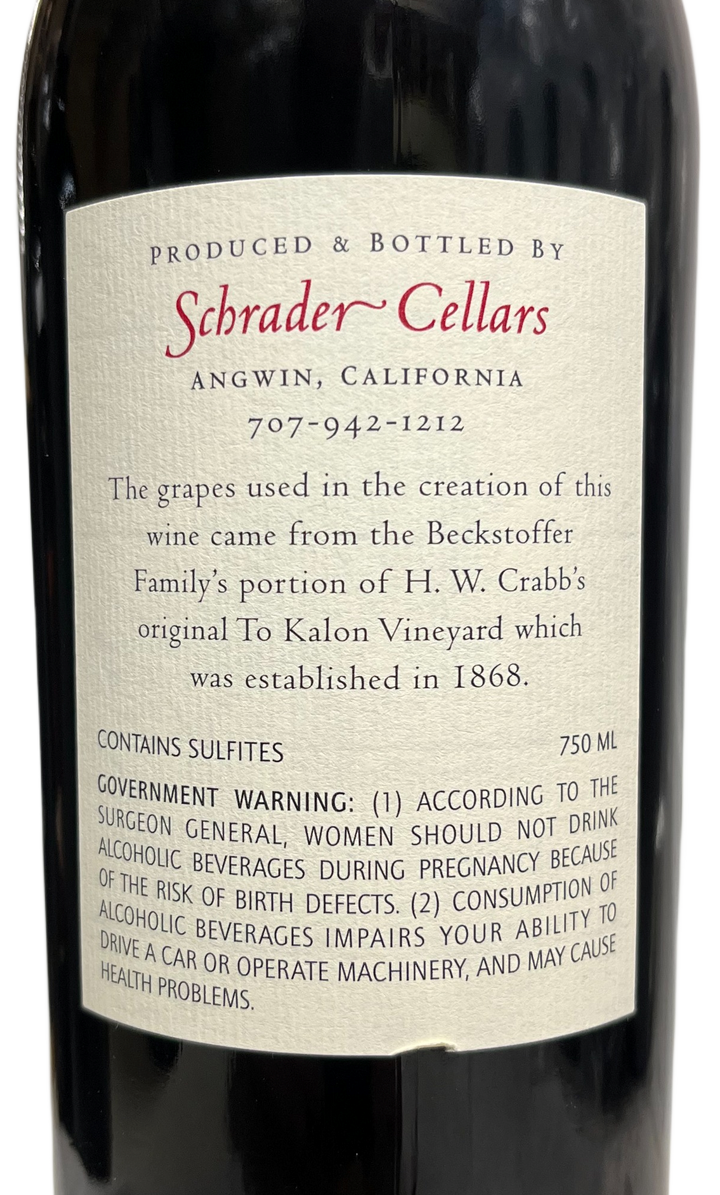 PRODUCED & BOTTLED BY
Schrader Cellars
ANGWIN, CALIFORNIA
707-942-1212
The grapes used in the creation of this
wine came from the Beckstoffer
Family's portion of H. W. Crabb's
original To Kalon Vineyard which
was established in 1868.
CONTAINS SULFITES 750 ML
GOVERNMENT WARNING: (1) ACCORDING TO THE
SURGEON GENERAL, WOMEN SHOULD NOT DRINK
ALCOHOLIC BEVERAGES DURING PREGNANCY BECAUSE
OF THE RISK OF BIRTH DEFECTS. (2) CONSUMPTION OF
ALCOHOLIC BEVERAGES IMPAIRS YOUR ABILITY TO
DRIVE A CAR OR OPERATE MACHINERY, AND MAY CAUSE
HEALTH PROBLEMS.